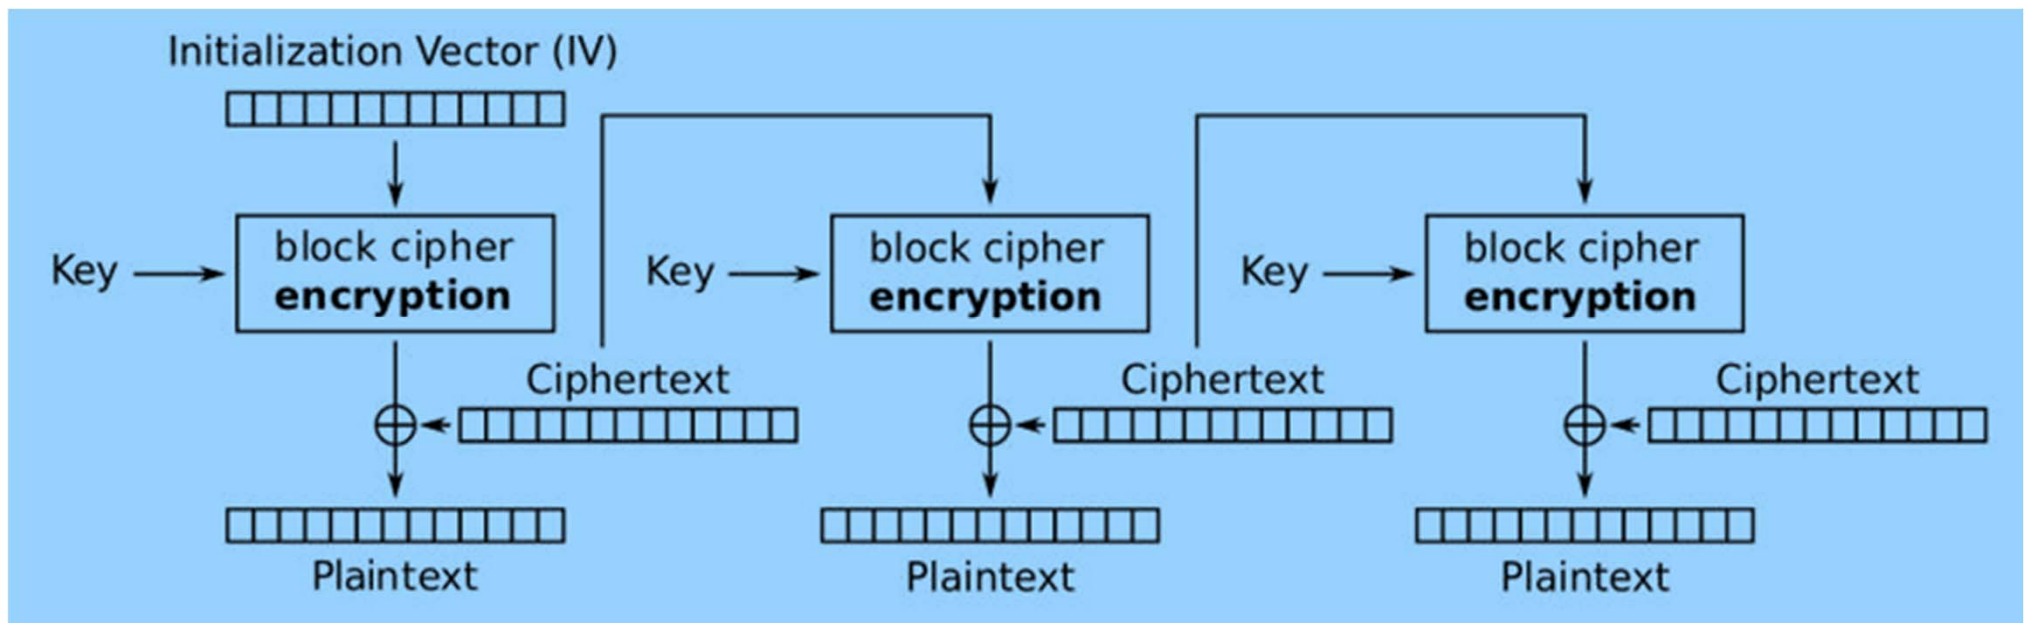 Initialization Vector (IV)
Key
block cipher
encryption
Key
block cipher
encryption
Key
block cipher
encryption
Ciphertext
Ciphertext
Ciphertext
Plaintext
Plaintext
Plaintext